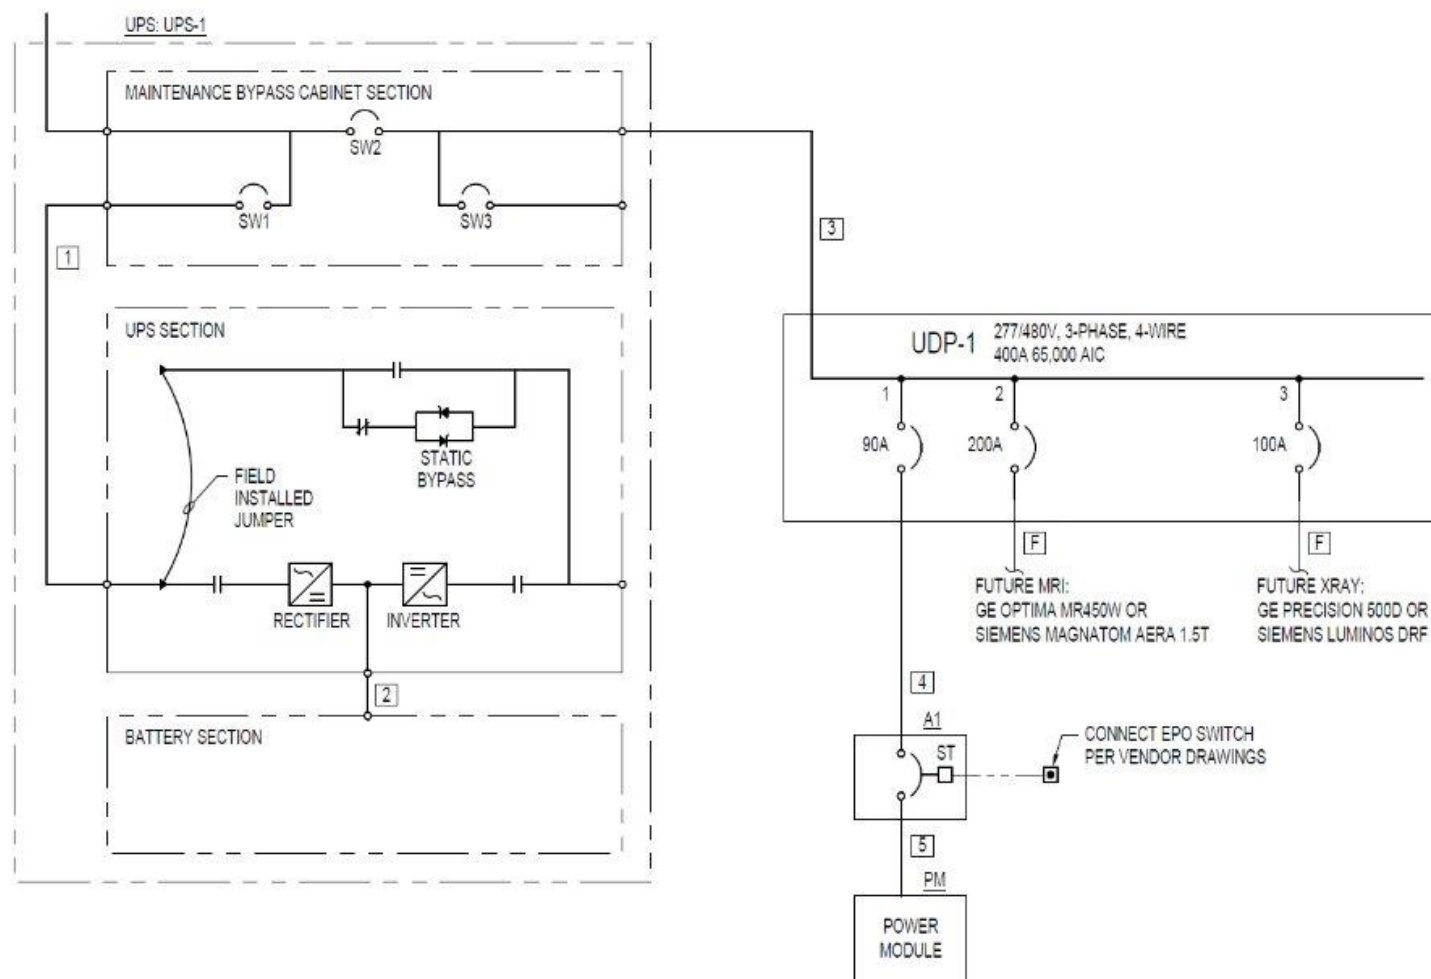 UPS: UPS-1
MAINTENANCE BYPASS CABINET SECTION
SW2
SW1
SW3
1
3
UPS SECTION
STATIC
BYPASS
FIELD
INSTALLED
JUMPER
RECTIFIER
INVERTER
2
BATTERY SECTION
UDP-1
277/480V, 3-PHASE, 4-WIRE
400A 65,000 AIC
1
2
3
90A
200A
100A
F
F
FUTURE MRI:
GE OPTIMA MR450W OR
SIEMENS MAGNATOM AERA 1.5T
FUTURE XRAY:
GE PRECISION 500D OR
SIEMENS LUMINOS DRF
4
A1
ST
CONNECT EPO SWITCH
PER VENDOR DRAWINGS
5
PM
POWER
MODULE